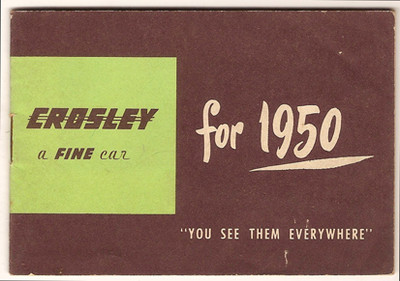 CROSLEY
a FINE car
for 1950
"YOU SEE THEM EVERYWHERE"